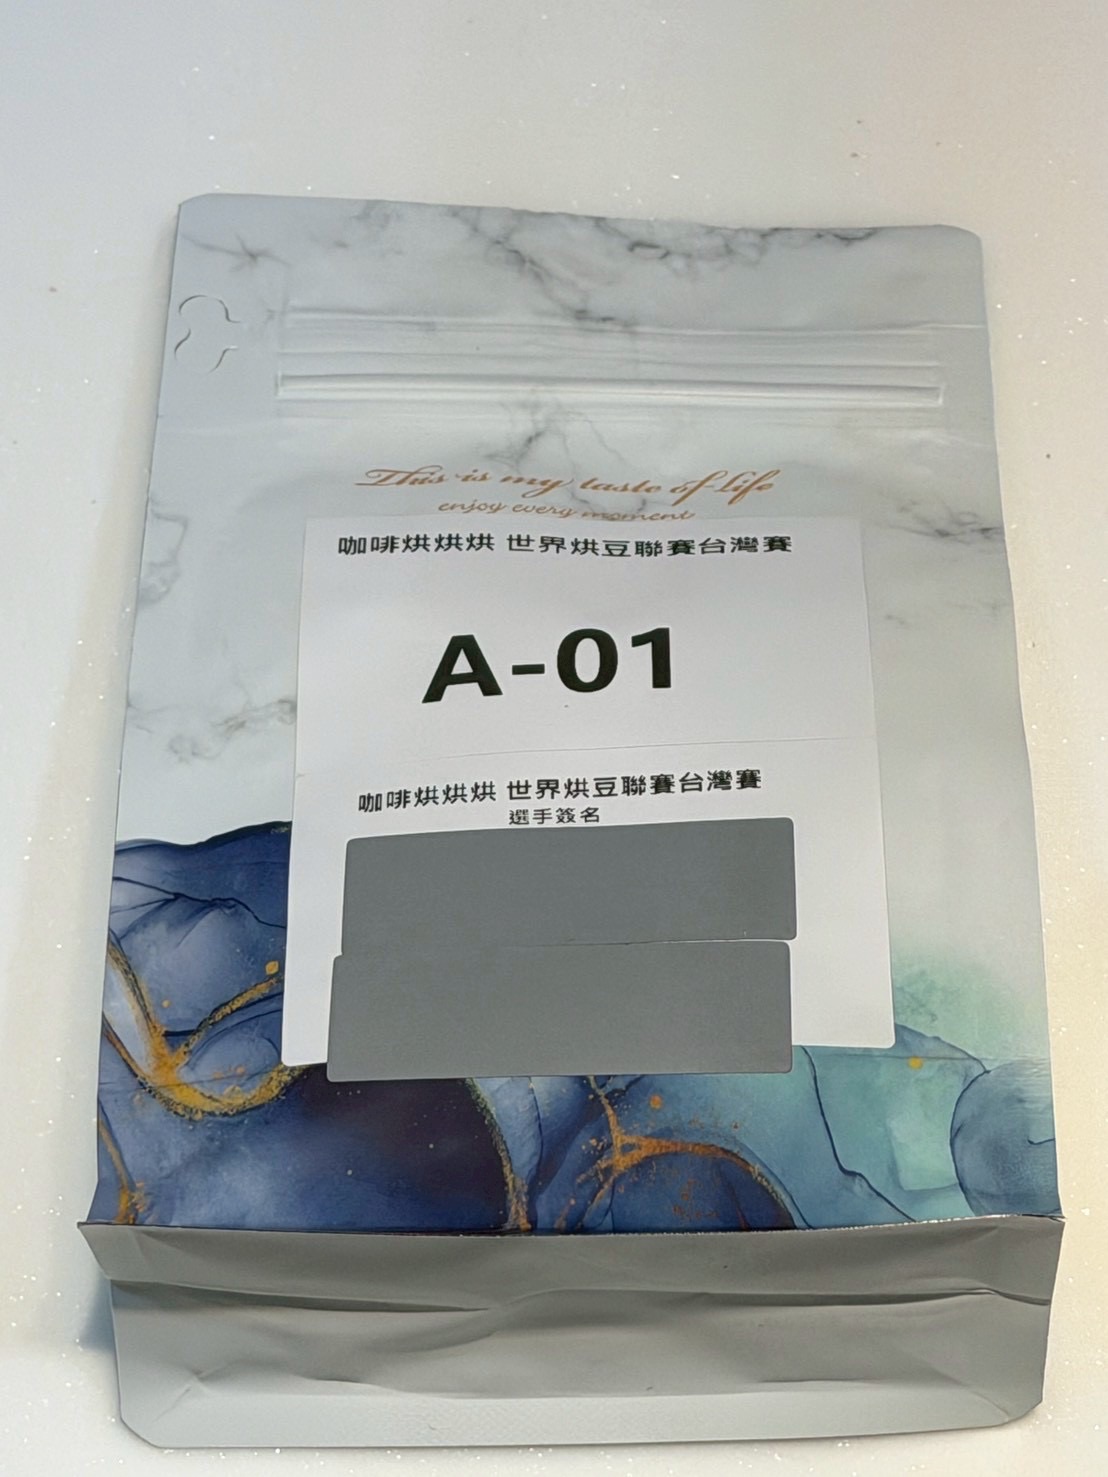 This is my taste of life
enjoy every moment
咖啡烘烘烘 世界烘豆聯賽台灣賽
A-01
咖啡烘烘烘 世界烘豆聯賽台灣賽
選手簽名